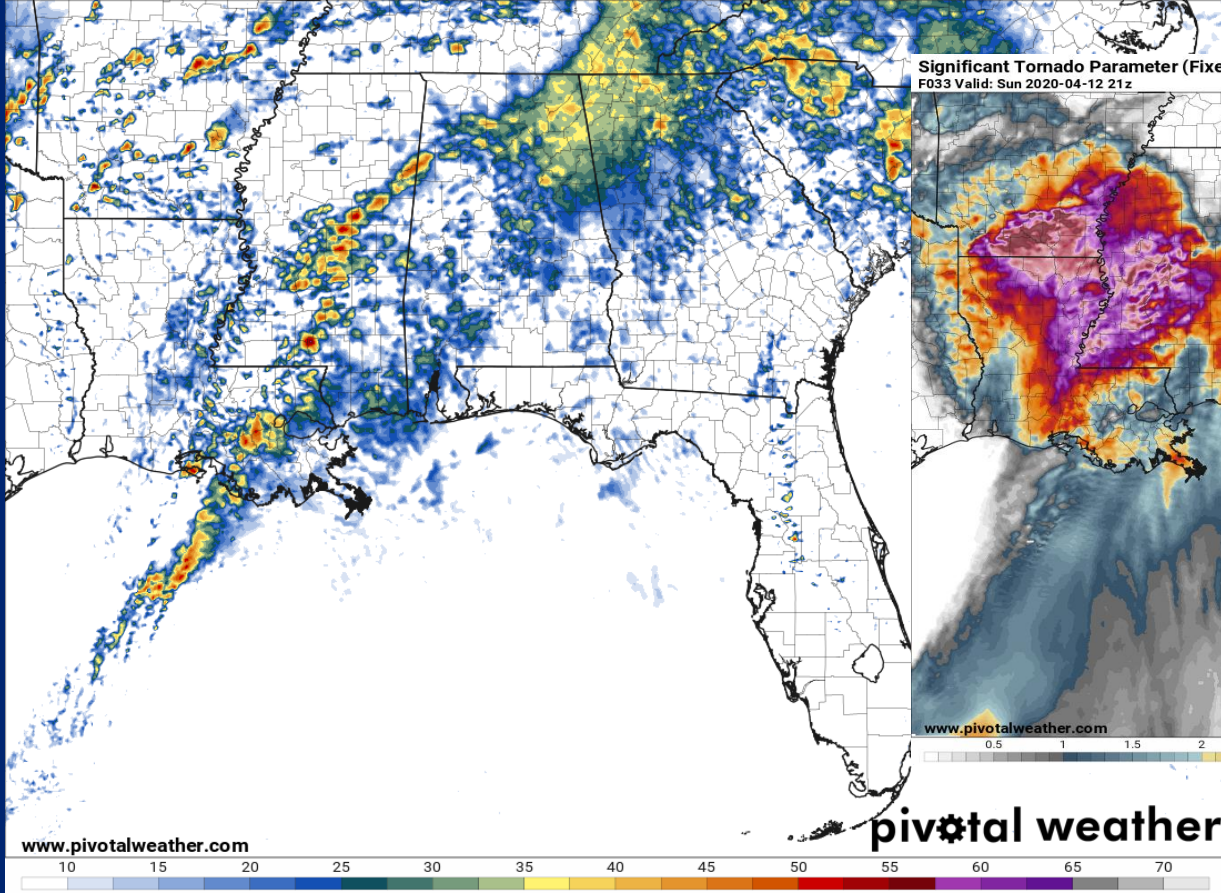 Significant Tornado Parameter (Fixe
F033 Valid: Sun 2020-04-12 21z
www.pivotalweather.com
0.5 1 1.5 2
pivotal weather
www.pivotalweather.com
10 15 20 25 30 35 40 45 50 55 60 65 70